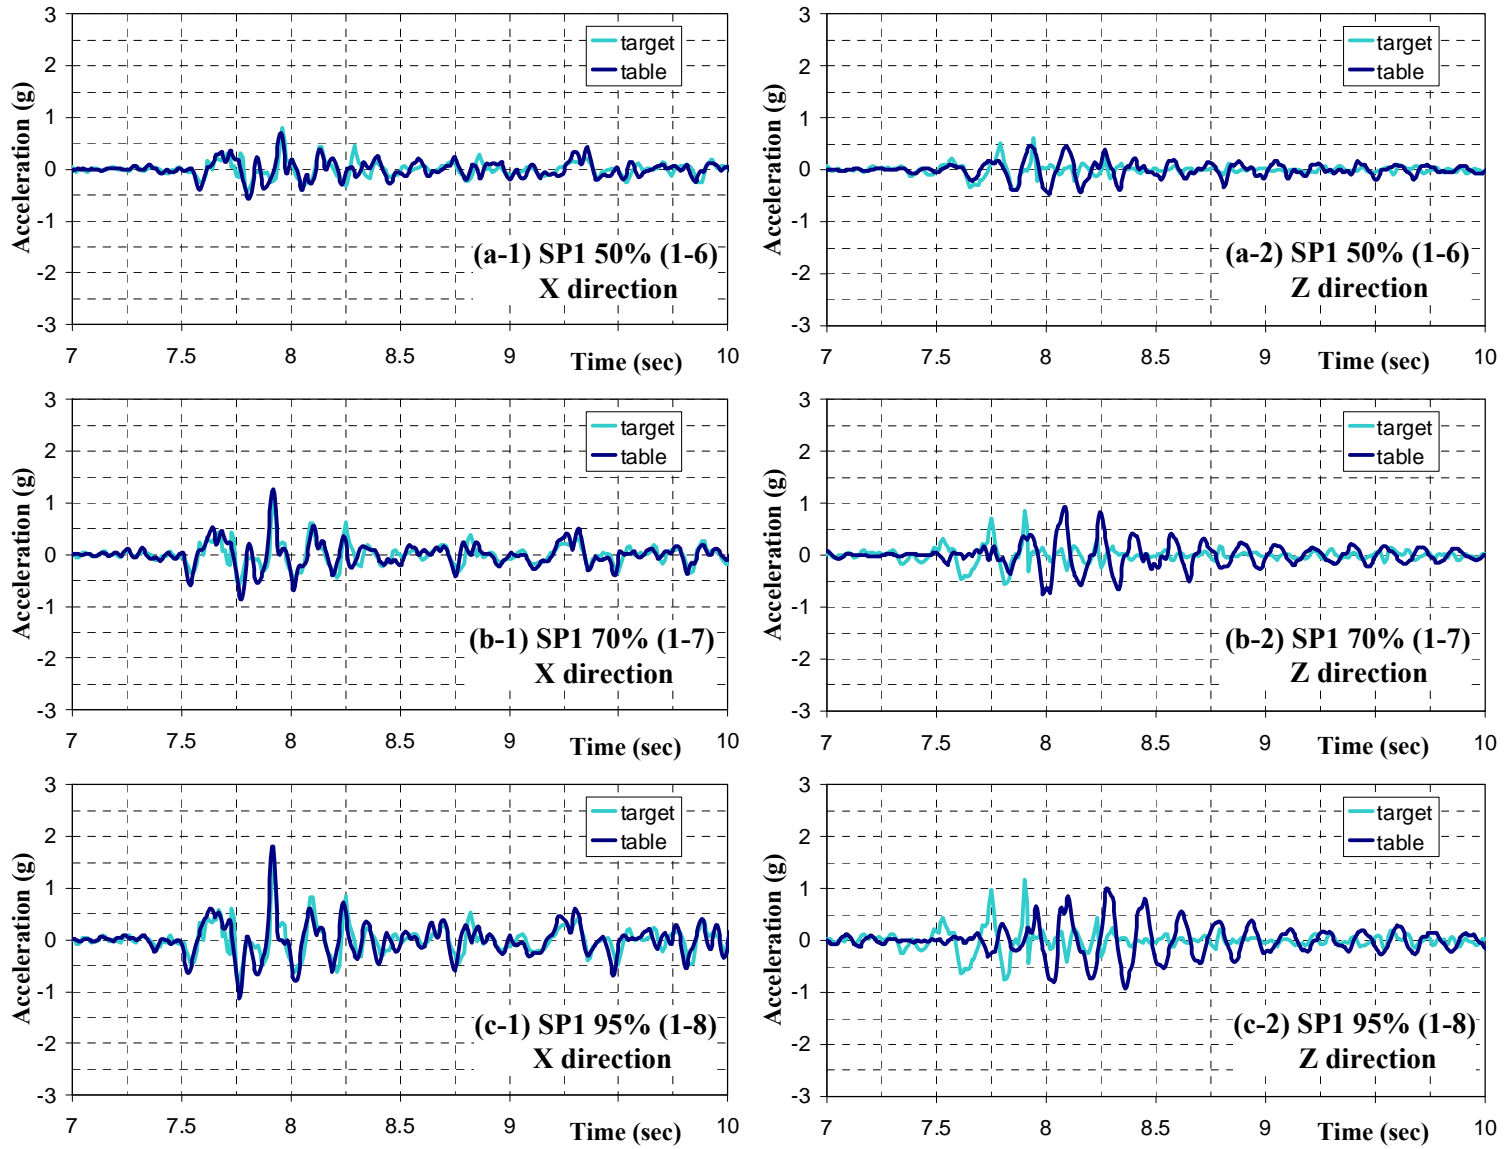 3
2
1
0
-1
-2
-3
Acceleration (g)
target
table
(a-1) SP1 50% (1-6)
X direction
7
7.5
8
8.5
9
Time (sec)
10
3
2
1
0
-1
-2
-3
Acceleration (g)
target
table
(a-2) SP1 50% (1-6)
Z direction
7
7.5
8
8.5
9
Time (sec)
10
3
2
1
0
-1
-2
-3
Acceleration (g)
target
table
(b-1) SP1 70% (1-7)
X direction
7
7.5
8
8.5
9
Time (sec)
10
3
2
1
0
-1
-2
-3
Acceleration (g)
target
table
(b-2) SP1 70% (1-7)
Z direction
7
7.5
8
8.5
9
Time (sec)
10
3
2
1
0
-1
-2
-3
Acceleration (g)
target
table
(c-1) SP1 95% (1-8)
X direction
7
7.5
8
8.5
9
Time (sec)
10
3
2
1
0
-1
-2
-3
Acceleration (g)
target
table
(c-2) SP1 95% (1-8)
Z direction
7
7.5
8
8.5
9
Time (sec)
10